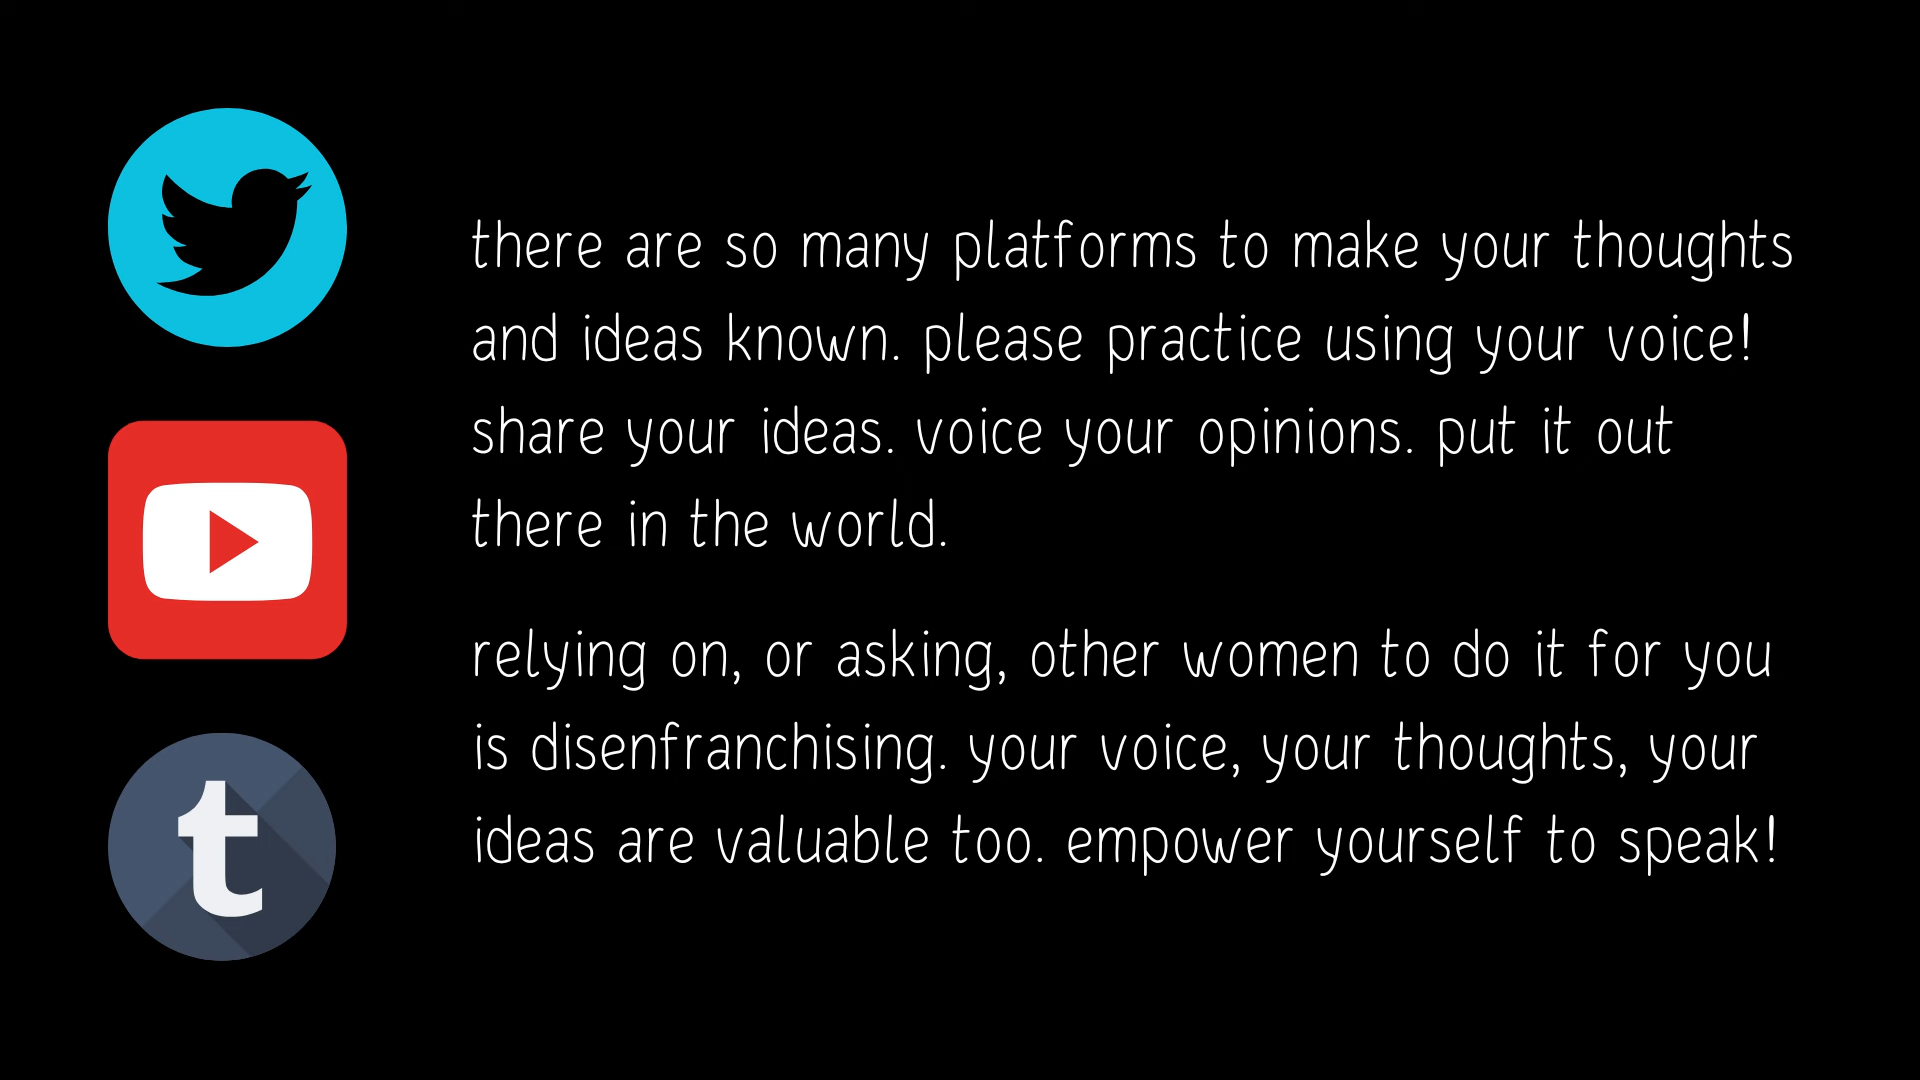 there are so many platforms to make your thoughts
and ideas known. please practice using your voice!
share your ideas. voice your opinions. put it out
there in the world.
relying on, or asking, other women to do it for you
is disenfranchising. your voice, your thoughts, your
ideas are valuable too. empower yourself to speak!
t